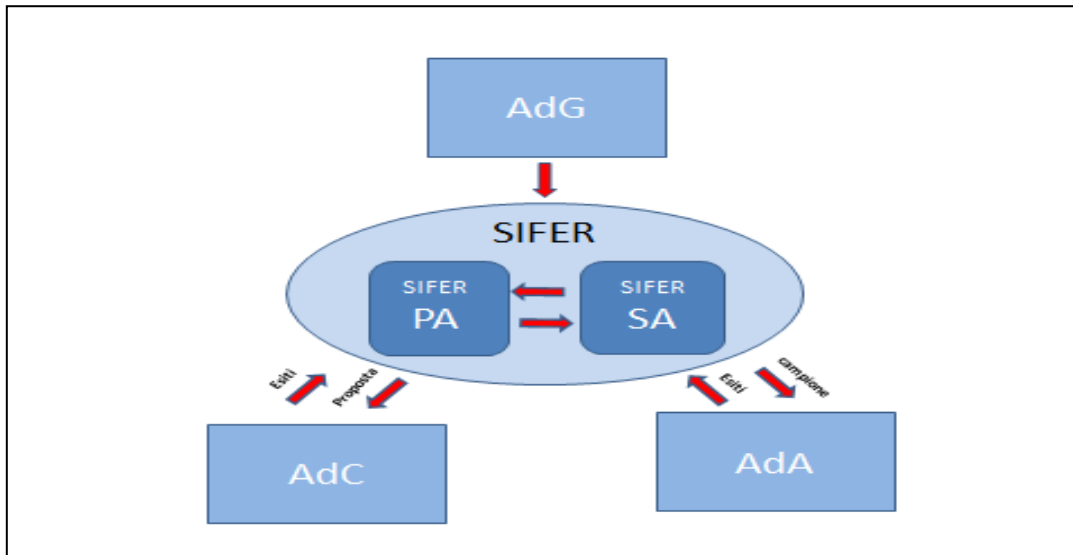 AdG
SIFER
SIFER
PA
SIFER
SA
Esiti
Proposta
Esiti
campione
AdC
AdA